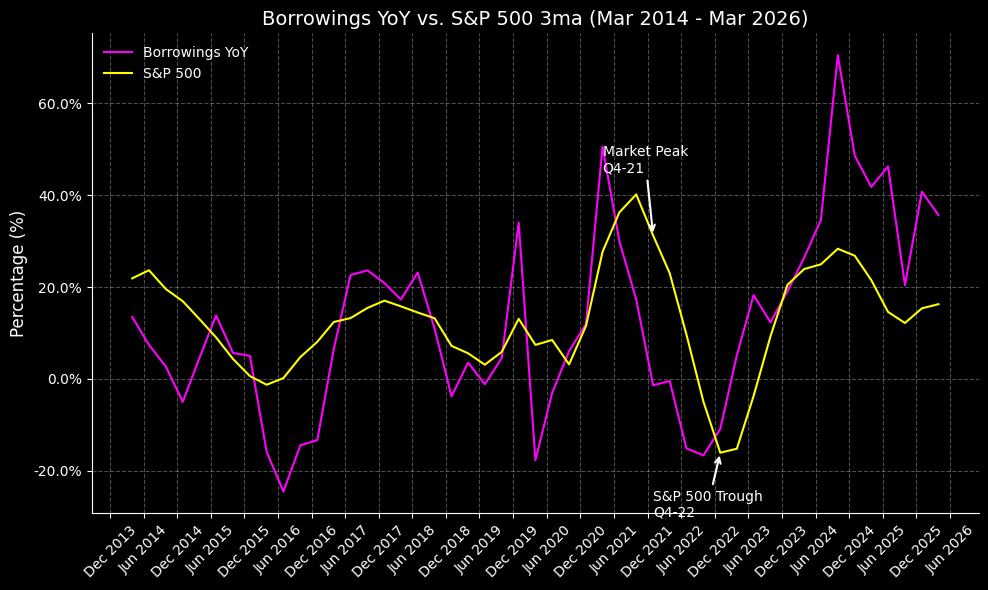 Borrowings YoY vs. S&P 500 3ma (Mar 2014 - Mar 2026)
Borrowings YoY
S&P 500
Percentage (%)
60.0%
40.0%
20.0%
0.0%
-20.0%
Market Peak
Q4-21
S&P 500 Trough
Q4-22
Dec 2013
Jun 2014
Dec 2014
Jun 2015
Dec 2015
Jun 2016
Dec 2016
Jun 2017
Dec 2017
Jun 2018
Dec 2018
Jun 2019
Dec 2019
Jun 2020
Dec 2020
Jun 2021
Dec 2021
Jun 2022
Dec 2022
Jun 2023
Dec 2023
Jun 2024
Dec 2024
Jun 2025
Dec 2025
Jun 2026